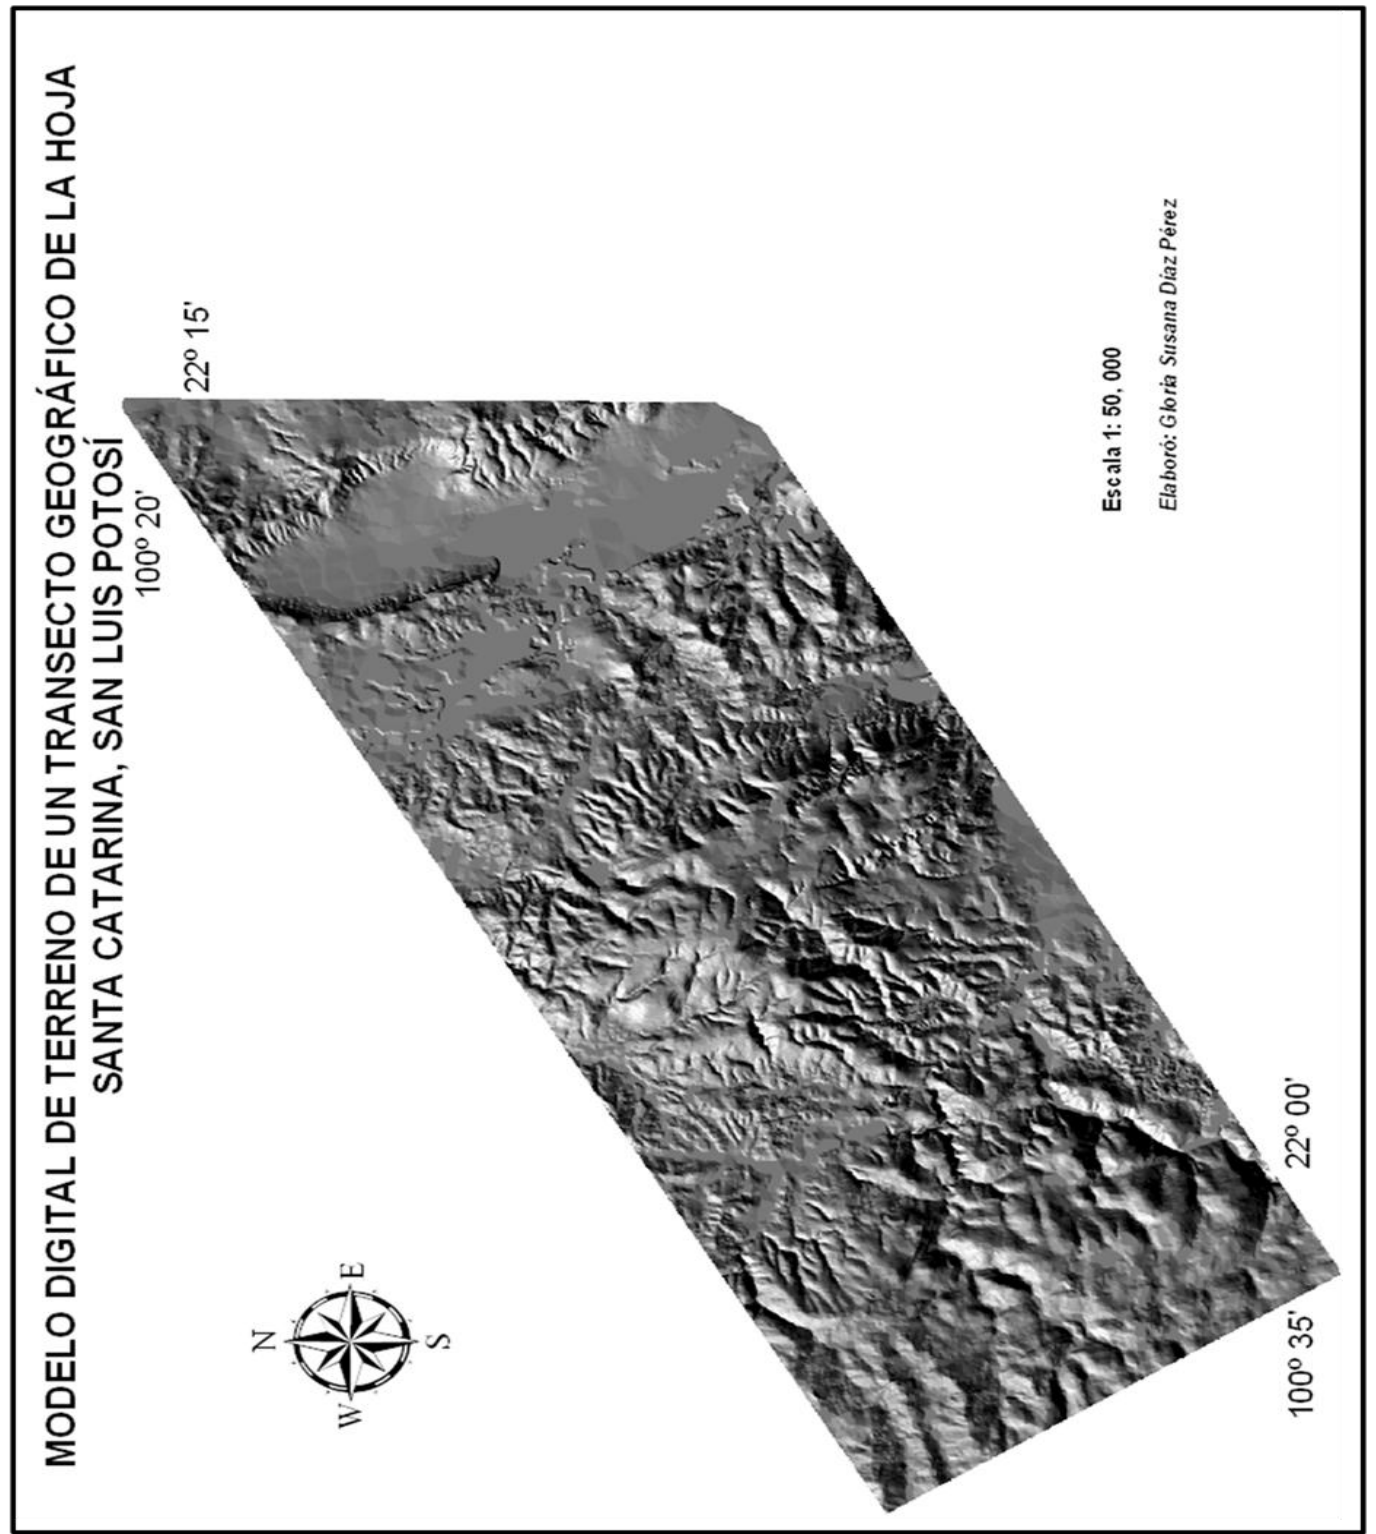 MODELO DIGITAL DE TERRENO DE UN TRANSECTO GEOGRÁFICO DE LA HOJA
SANTA CATARINA, SAN LUIS POTOSÍ
100º 20'
22º 15'
N
W
E
S
Escala 1: 50, 000
Elaboró: Gloria Susana Díaz Pérez
22º 00'
100º 35'